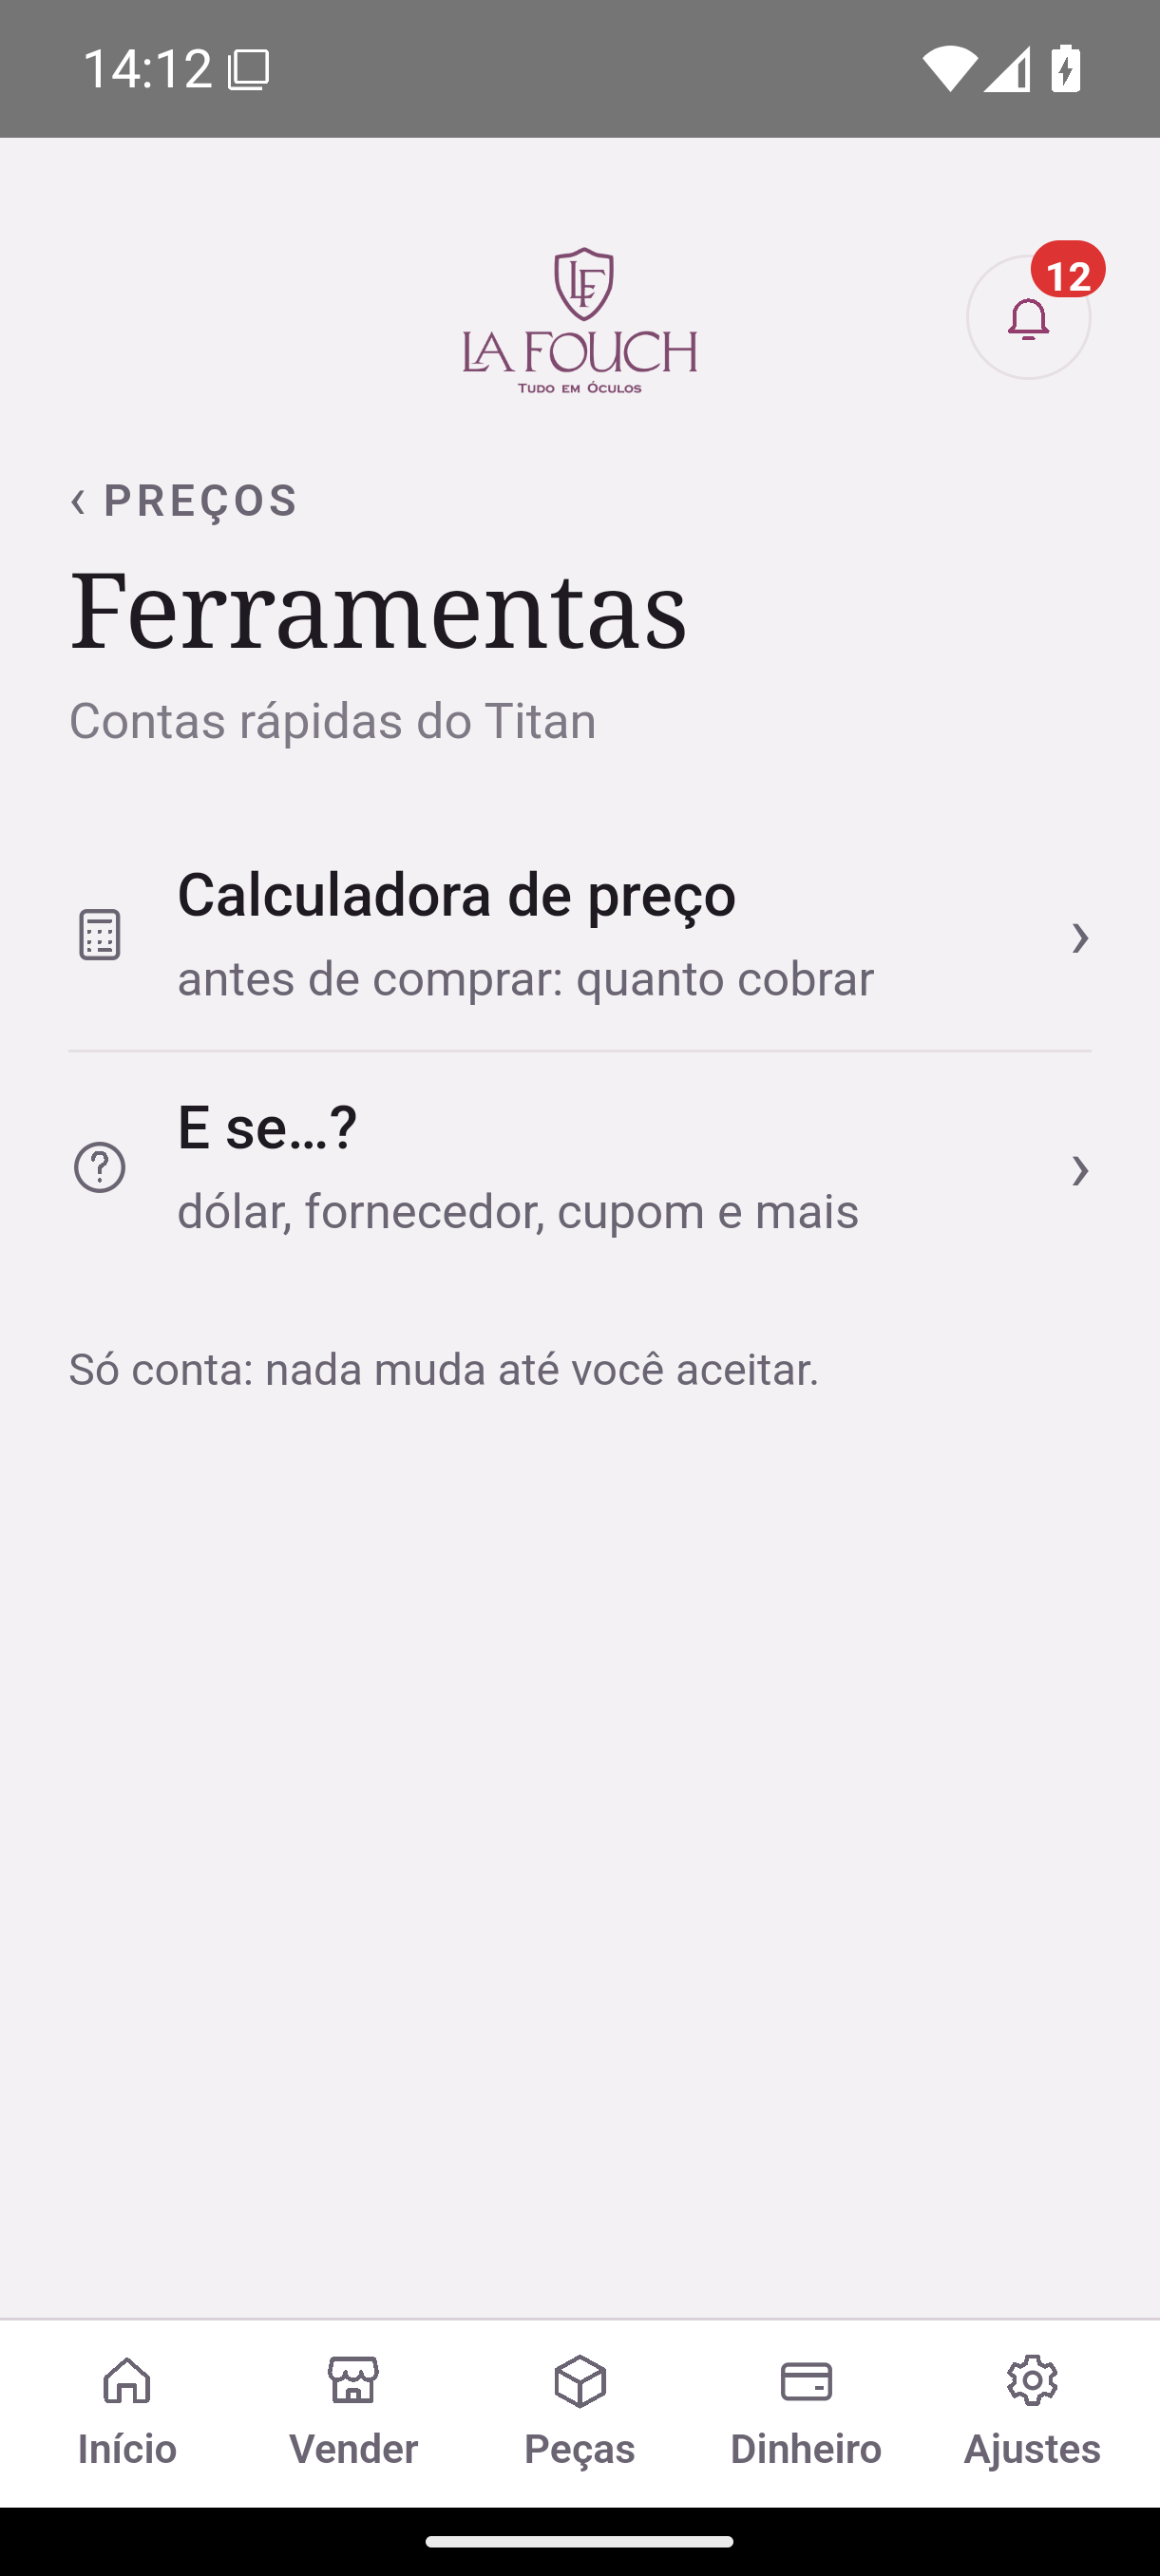 14:12
12
LF
LA FOUCH
TUDO EM ÓCULOS
‹ PREÇOS
Ferramentas
Contas rápidas do Titan
Calculadora de preço
antes de comprar: quanto cobrar
E se...?
dólar, fornecedor, cupom e mais
Só conta: nada muda até você aceitar.
Início
Vender
Peças
Dinheiro
Ajustes